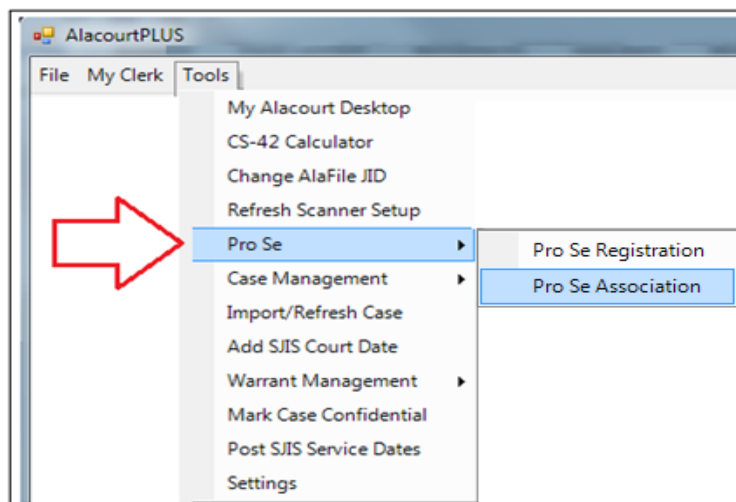 AlacourtPLUS
File My Clerk Tools
My Alacourt Desktop
CS-42 Calculator
Change AlaFile JID
Refresh Scanner Setup
Pro Se
Pro Se Registration
Pro Se Association
Case Management
Import/Refresh Case
Add SJIS Court Date
Warrant Management
Mark Case Confidential
Post SJIS Service Dates
Settings